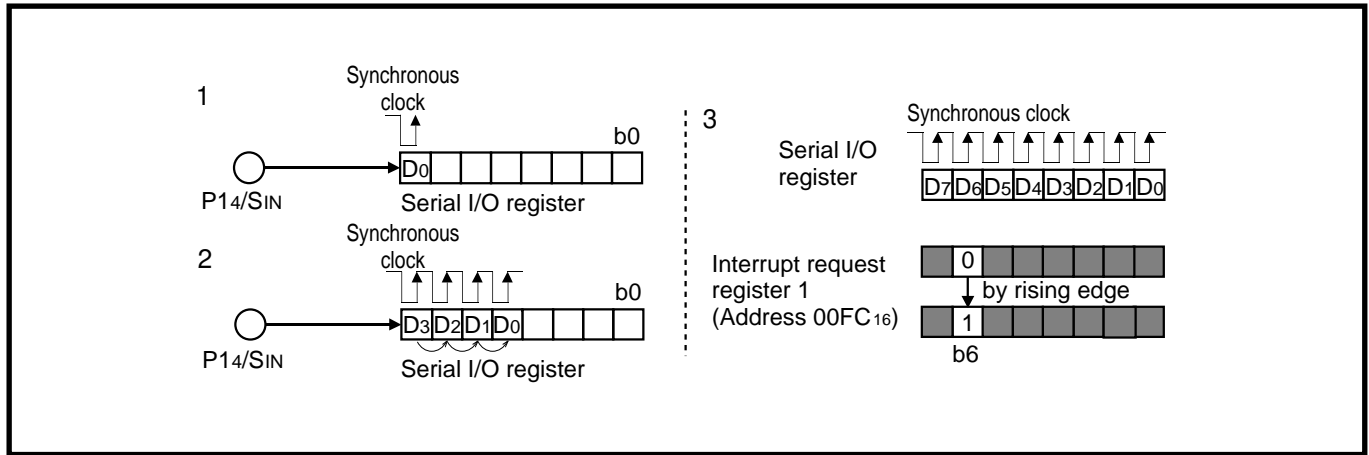 1
Synchronous
clock
b0
D0
P14/SIN
Serial I/O register
2
Synchronous
clock
b0
D3 D2 D1 D0
P14/SIN
Serial I/O register
3
Synchronous clock
Serial I/O
register
D7 D6 D5 D4 D3 D2 D1 D0
Interrupt request
register 1
(Address 00FC16)
0
by rising edge
1
b6